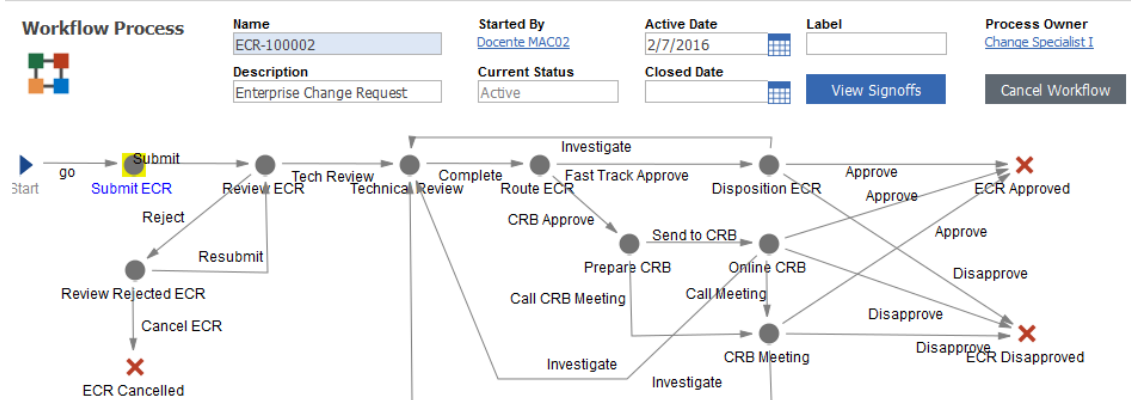 Workflow Process
Name
Started By
Active Date
Label
Process Owner
ECR-100002
Docente MAC02
2/7/2016
Change Specialist I
Description
Current Status
Closed Date
Enterprise Change Request
Active
View Signoffs
Cancel Workflow
Investigate
go
Submit
Tech Review
Complete
Fast Track Approve
Approve
Start
Submit ECR
Review ECR
Technical Review
Route ECR
Disposition ECR
ECR Approved
Approve
Reject
CRB Approve
Send to CRB
Approve
Resubmit
Prepare CRB
Online CRB
Disapprove
Review Rejected ECR
Call CRB Meeting
Call Meeting
Disapprove
Cancel ECR
CRB Meeting
Disapprove
ECR Disapproved
Investigate
Investigate
ECR Cancelled